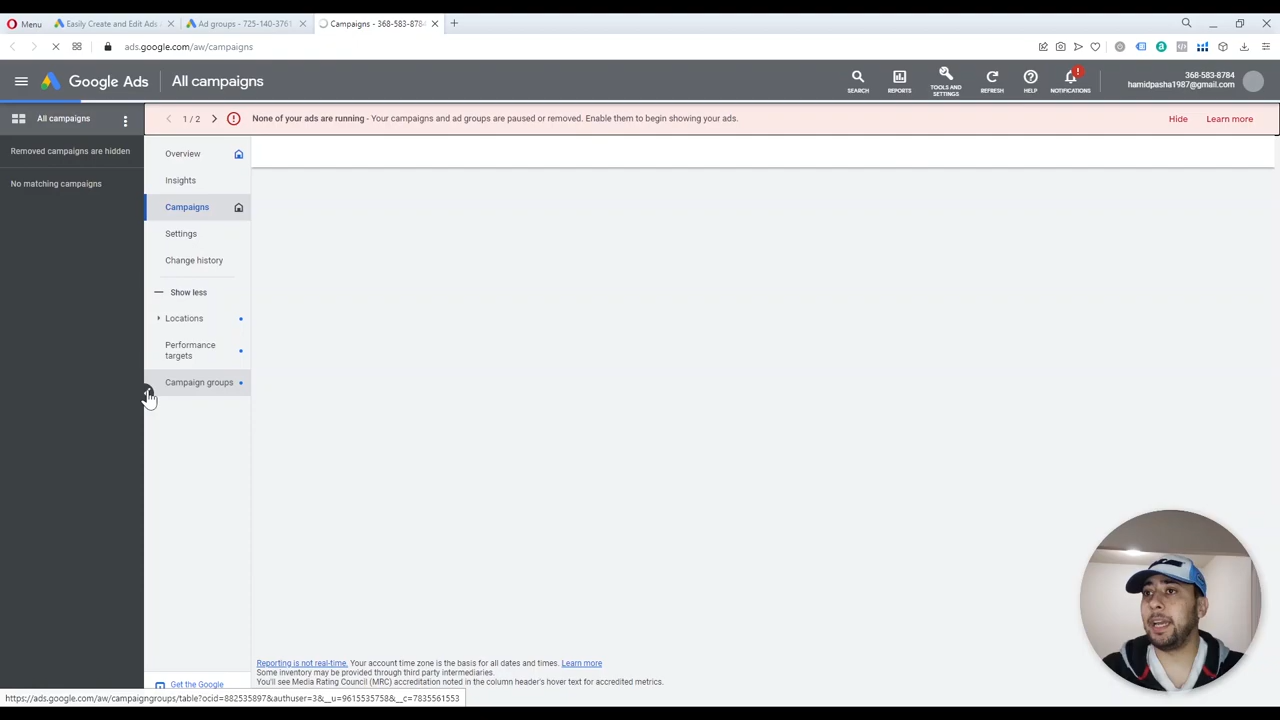 Menu
Easily Create and Edit Ads
Ad groups - 725-140-3761
Campaigns - 368-583-8784
ads.google.com/aw/campaigns
Google Ads
All campaigns
SEARCH
REPORTS
TOOLS AND
SETTINGS
REFRESH
HELP
!
NOTIFICATIONS
368-583-8784
hamidpasha1987@gmail.com
All campaigns
1 / 2
None of your ads are running - Your campaigns and ad groups are paused or removed. Enable them to begin showing your ads.
Hide
Learn more
Removed campaigns are hidden
No matching campaigns
Overview
Insights
Campaigns
Settings
Change history
Show less
Locations
Performance
targets
Campaign groups
Reporting is not real-time. Your account time zone is the basis for all dates and times. Learn more
Some inventory may be provided through third party intermediaries.
You'll see Media Rating Council (MRC) accreditation noted in the column header's hover text for accredited metrics.
Get the Google
https://ads.google.com/aw/campaigngroups/table?ocid=882535897&authuser=3&__u=9615535758&__c=7835561553